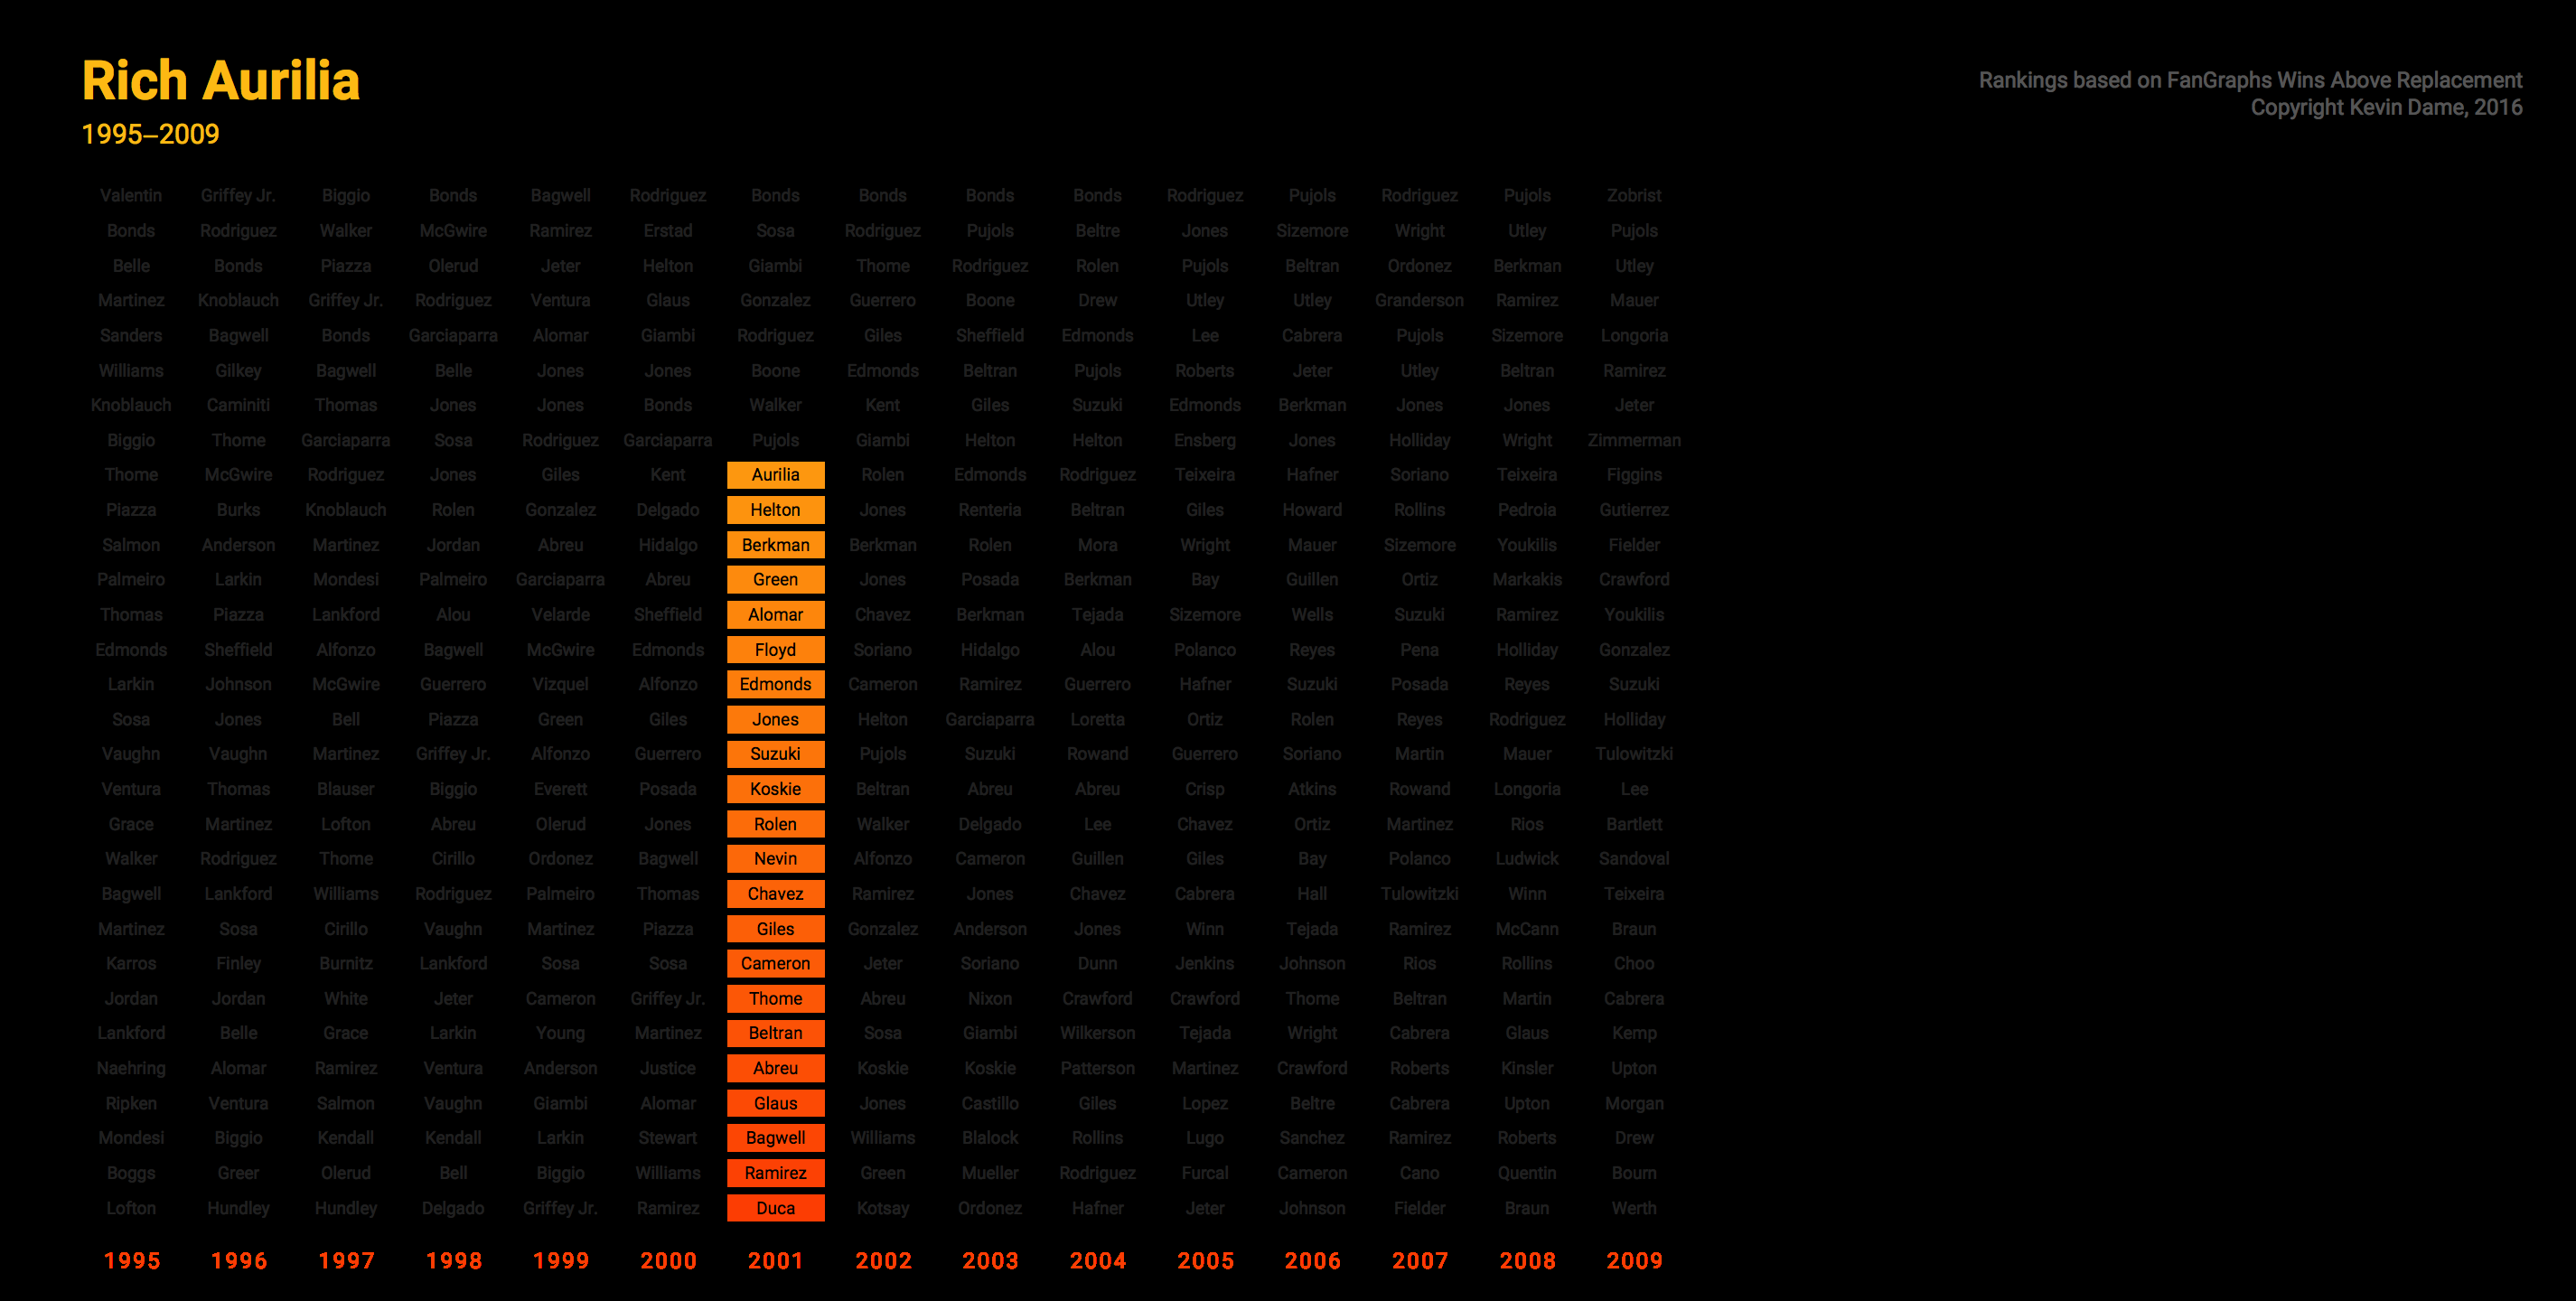 Rich Aurilia
1995–2009
Rankings based on FanGraphs Wins Above Replacement
Copyright Kevin Dame, 2016
Valentin Griffey Jr. Biggio Bonds Bagwell Rodriguez Bonds Bonds Bonds Bonds Rodriguez Pujols Rodriguez Pujols Zobrist
Bonds Rodriguez Walker McGwire Ramirez Erstad Sosa Rodriguez Pujols Beltre Jones Sizemore Wright Utley Pujols
Belle Bonds Piazza Olerud Jeter Helton Giambi Thome Rodriguez Rolen Pujols Beltran Ordonez Berkman Utley
Martinez Knoblauch Griffey Jr. Rodriguez Ventura Glaus Gonzalez Guerrero Boone Drew Utley Utley Granderson Ramirez Mauer
Sanders Bagwell Bonds Garciaparra Alomar Giambi Rodriguez Giles Sheffield Edmonds Lee Cabrera Pujols Sizemore Longoria
Williams Gilkey Bagwell Belle Jones Jones Boone Edmonds Beltran Pujols Roberts Jeter Utley Beltran Ramirez
Knoblauch Caminiti Thomas Jones Jones Bonds Walker Kent Giles Suzuki Edmonds Berkman Jones Jones Jeter
Biggio Thome Garciaparra Sosa Rodriguez Garciaparra Pujols Giambi Helton Helton Ensberg Jones Holliday Wright Zimmerman
Thome McGwire Rodriguez Jones Giles Kent Aurilia Rolen Edmonds Rodriguez Teixeira Hafner Soriano Teixeira Figgins
Piazza Burks Knoblauch Rolen Gonzalez Delgado Helton Jones Renteria Beltran Giles Howard Rollins Pedroia Gutierrez
Salmon Anderson Martinez Jordan Abreu Hidalgo Berkman Berkman Rolen Mora Wright Mauer Sizemore Youkilis Fielder
Palmeiro Larkin Mondesi Palmeiro Garciaparra Abreu Green Jones Posada Berkman Bay Guillen Ortiz Markakis Crawford
Thomas Piazza Lankford Alou Velarde Sheffield Alomar Chavez Berkman Tejada Sizemore Wells Suzuki Ramirez Youkilis
Edmonds Sheffield Alfonzo Bagwell McGwire Edmonds Floyd Soriano Hidalgo Alou Polanco Reyes Pena Holliday Gonzalez
Larkin Johnson McGwire Guerrero Vizquel Alfonzo Edmonds Cameron Ramirez Guerrero Hafner Suzuki Posada Reyes Suzuki
Sosa Jones Bell Piazza Green Giles Jones Helton Garciaparra Loretta Ortiz Rolen Reyes Rodriguez Holliday
Vaughn Vaughn Martinez Griffey Jr. Alfonzo Guerrero Suzuki Pujols Suzuki Rowand Guerrero Soriano Martin Mauer Tulowitzki
Ventura Thomas Blauser Biggio Everett Posada Koskie Beltran Abreu Abreu Crisp Atkins Rowand Longoria Lee
Grace Martinez Lofton Abreu Olerud Jones Rolen Walker Delgado Lee Chavez Ortiz Martinez Rios Bartlett
Walker Rodriguez Thome Cirillo Ordonez Bagwell Nevin Alfonzo Cameron Guillen Giles Bay Polanco Ludwick Sandoval
Bagwell Lankford Williams Rodriguez Palmeiro Thomas Chavez Ramirez Jones Chavez Cabrera Hall Tulowitzki Winn Teixeira
Martinez Sosa Cirillo Vaughn Martinez Piazza Giles Gonzalez Anderson Jones Winn Tejada Ramirez McCann Braun
Karros Finley Burnitz Lankford Sosa Sosa Cameron Jeter Soriano Dunn Jenkins Johnson Rios Rollins Choo
Jordan Jordan White Jeter Cameron Griffey Jr. Thome Abreu Nixon Crawford Crawford Thome Beltran Martin Cabrera
Lankford Belle Grace Larkin Young Martinez Beltran Sosa Giambi Wilkerson Tejada Wright Cabrera Glaus Kemp
Naehring Alomar Ramirez Ventura Anderson Justice Abreu Koskie Koskie Patterson Martinez Crawford Roberts Kinsler Upton
Ripken Ventura Salmon Vaughn Giambi Alomar Glaus Jones Castillo Giles Lopez Beltre Cabrera Upton Morgan
Mondesi Biggio Kendall Kendall Larkin Stewart Bagwell Williams Blalock Rollins Lugo Sanchez Ramirez Roberts Drew
Boggs Greer Olerud Bell Biggio Williams Ramirez Green Mueller Rodriguez Furcal Cameron Cano Quentin Bourn
Lofton Hundley Hundley Delgado Griffey Jr. Ramirez Duca Kotsay Ordonez Hafner Jeter Johnson Fielder Braun Werth
1995 1996 1997 1998 1999 2000 2001 2002 2003 2004 2005 2006 2007 2008 2009